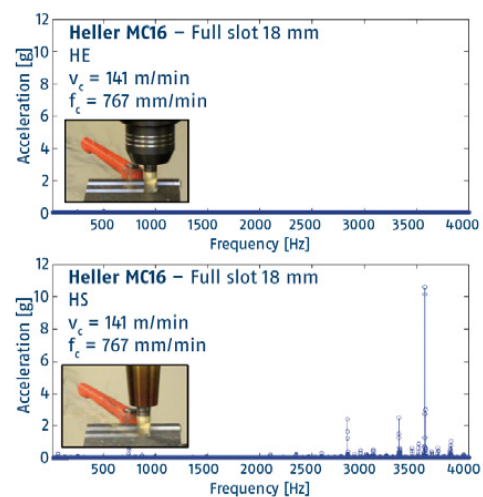 12
10
8
6
4
2
0
Acceleration [g]
Heller MC16 – Full slot 18 mm
HE
vc = 141 m/min
fc = 767 mm/min
500 1000 1500 2000 2500 3000 3500 4000
Frequency [Hz]
12
10
8
6
4
2
0
Acceleration [g]
Heller MC16 – Full slot 18 mm
HS
vc = 141 m/min
fc = 767 mm/min
500 1000 1500 2000 2500 3000 3500 4000
Frequency [Hz]